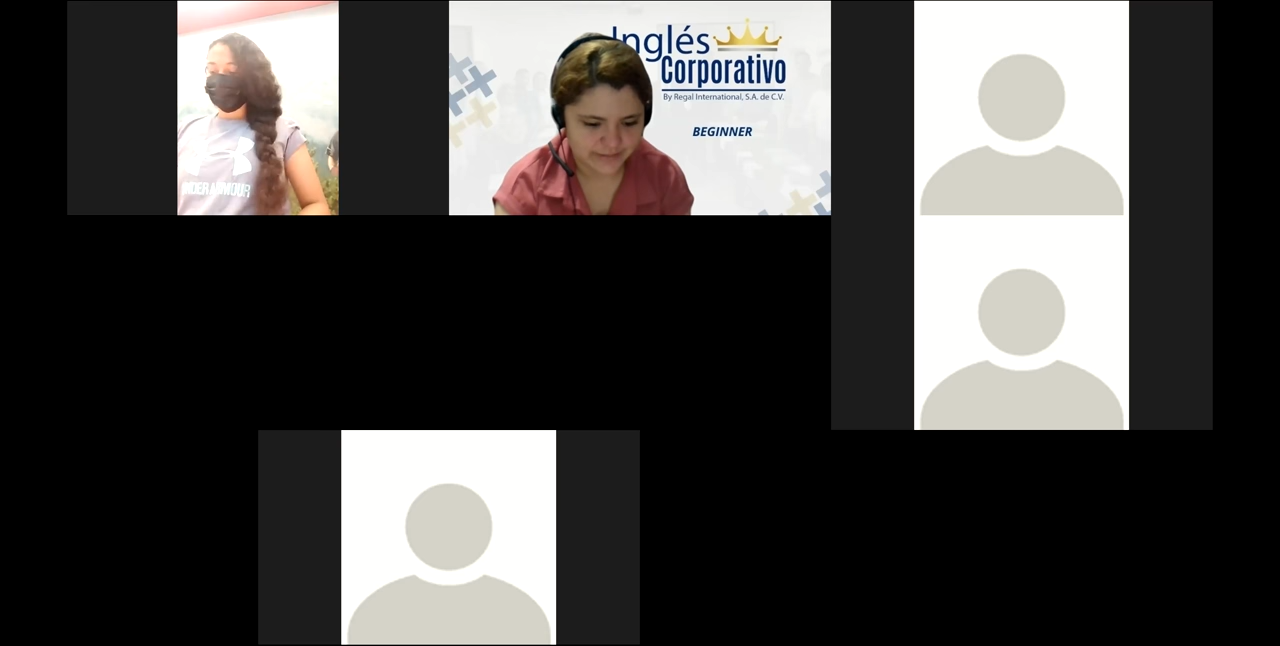 UNDER ARMOUR
Inglés
Corporativo
By Regal International, S.A. de C.V.
BEGINNER